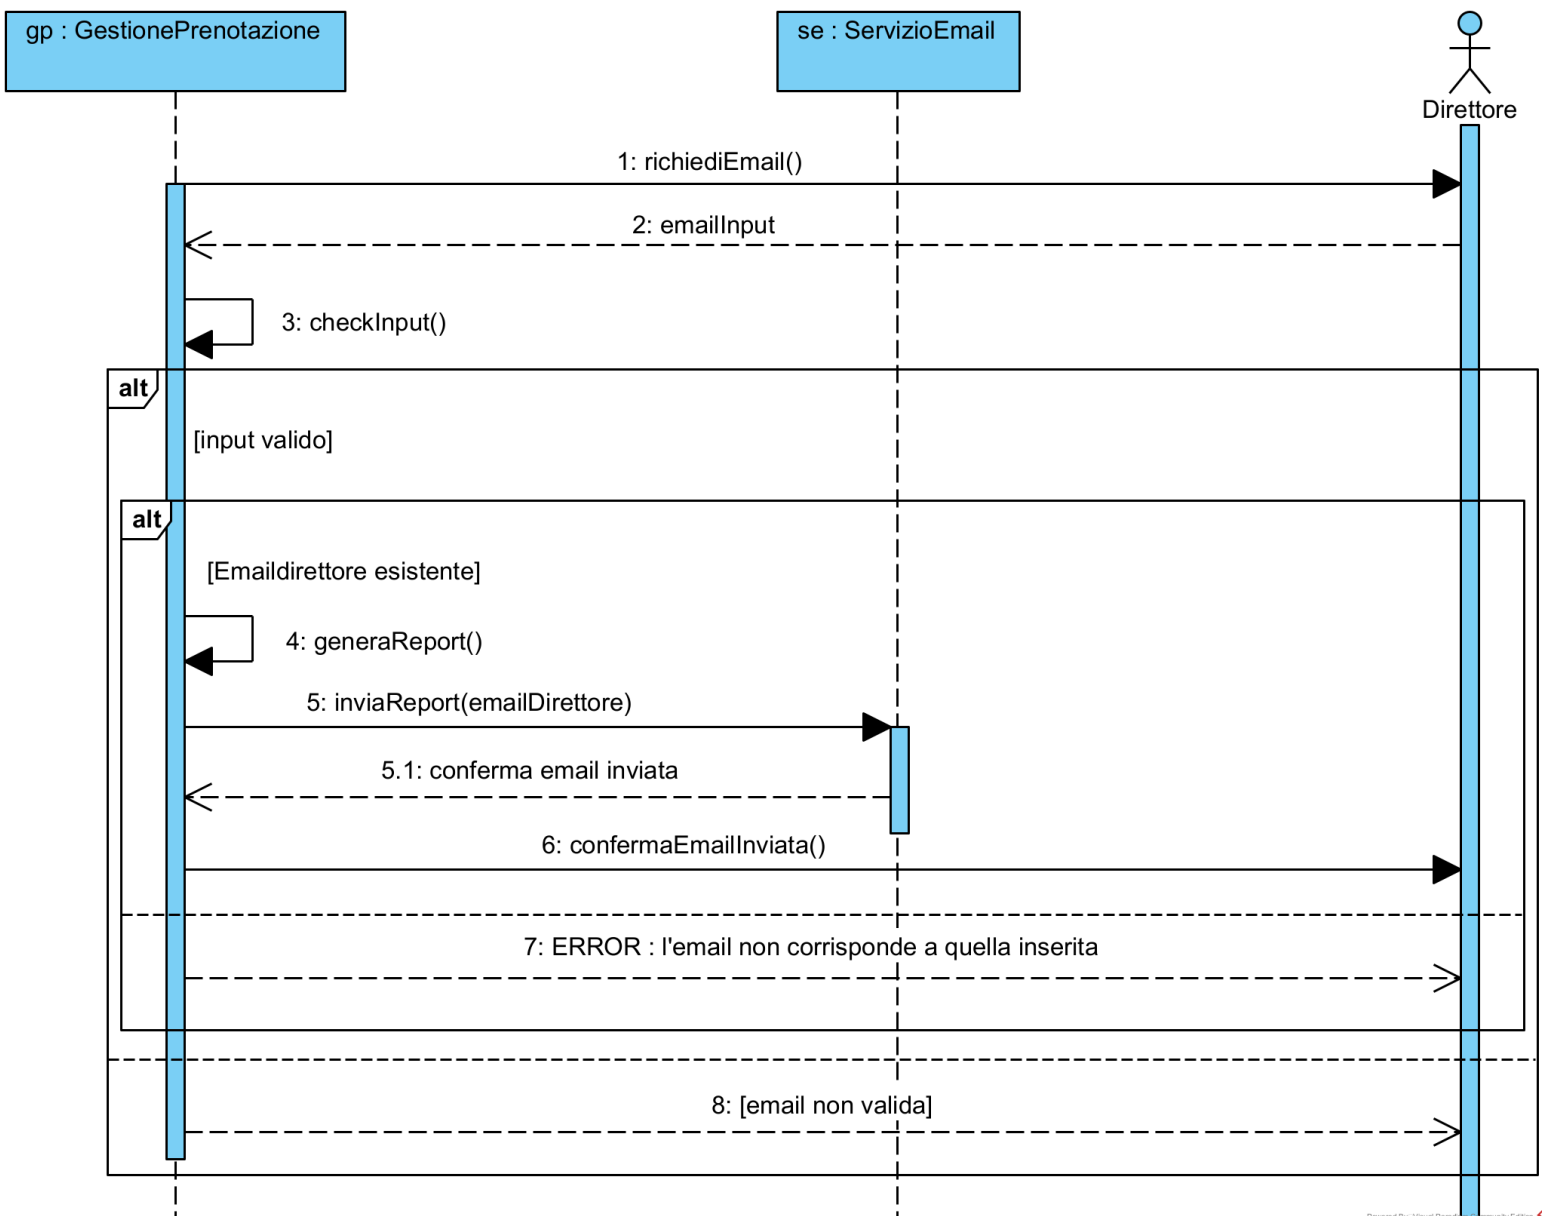 gp : GestionePrenotazione
se : ServizioEmail
Direttore
1: richiediEmail()
2: emailInput
3: checkInput()
alt
[input valido]
alt
[Emaildirettore esistente]
4: generaReport()
5: inviaReport(emailDirettore)
5.1: conferma email inviata
6: confermaEmailInviata()
7: ERROR : l'email non corrisponde a quella inserita
8: [email non valida]